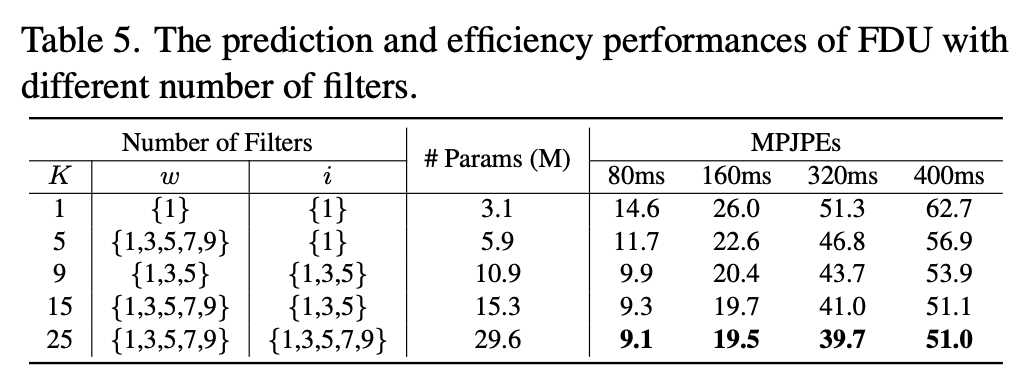 Table 5. The prediction and efficiency performances of FDU with
different number of filters.
Number of Filters # Params (M) MPJPEs
K w i 80ms 160ms 320ms 400ms
1 {1} {1} 3.1 14.6 26.0 51.3 62.7
5 {1,3,5,7,9} {1} 5.9 11.7 22.6 46.8 56.9
9 {1,3,5} {1,3,5} 10.9 9.9 20.4 43.7 53.9
15 {1,3,5,7,9} {1,3,5} 15.3 9.3 19.7 41.0 51.1
25 {1,3,5,7,9} {1,3,5,7,9} 29.6 9.1 19.5 39.7 51.0